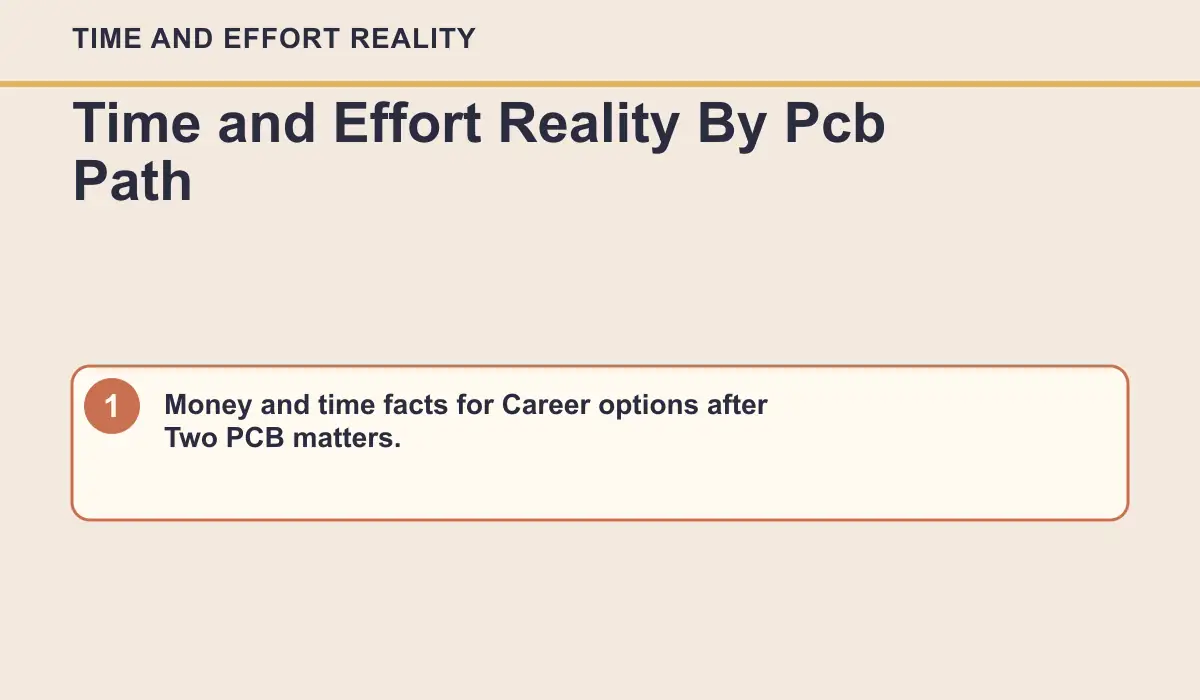 TIME AND EFFORT REALITY
Time and Effort Reality By Pcb
Path
1
Money and time facts for Career options after
Two PCB matters.